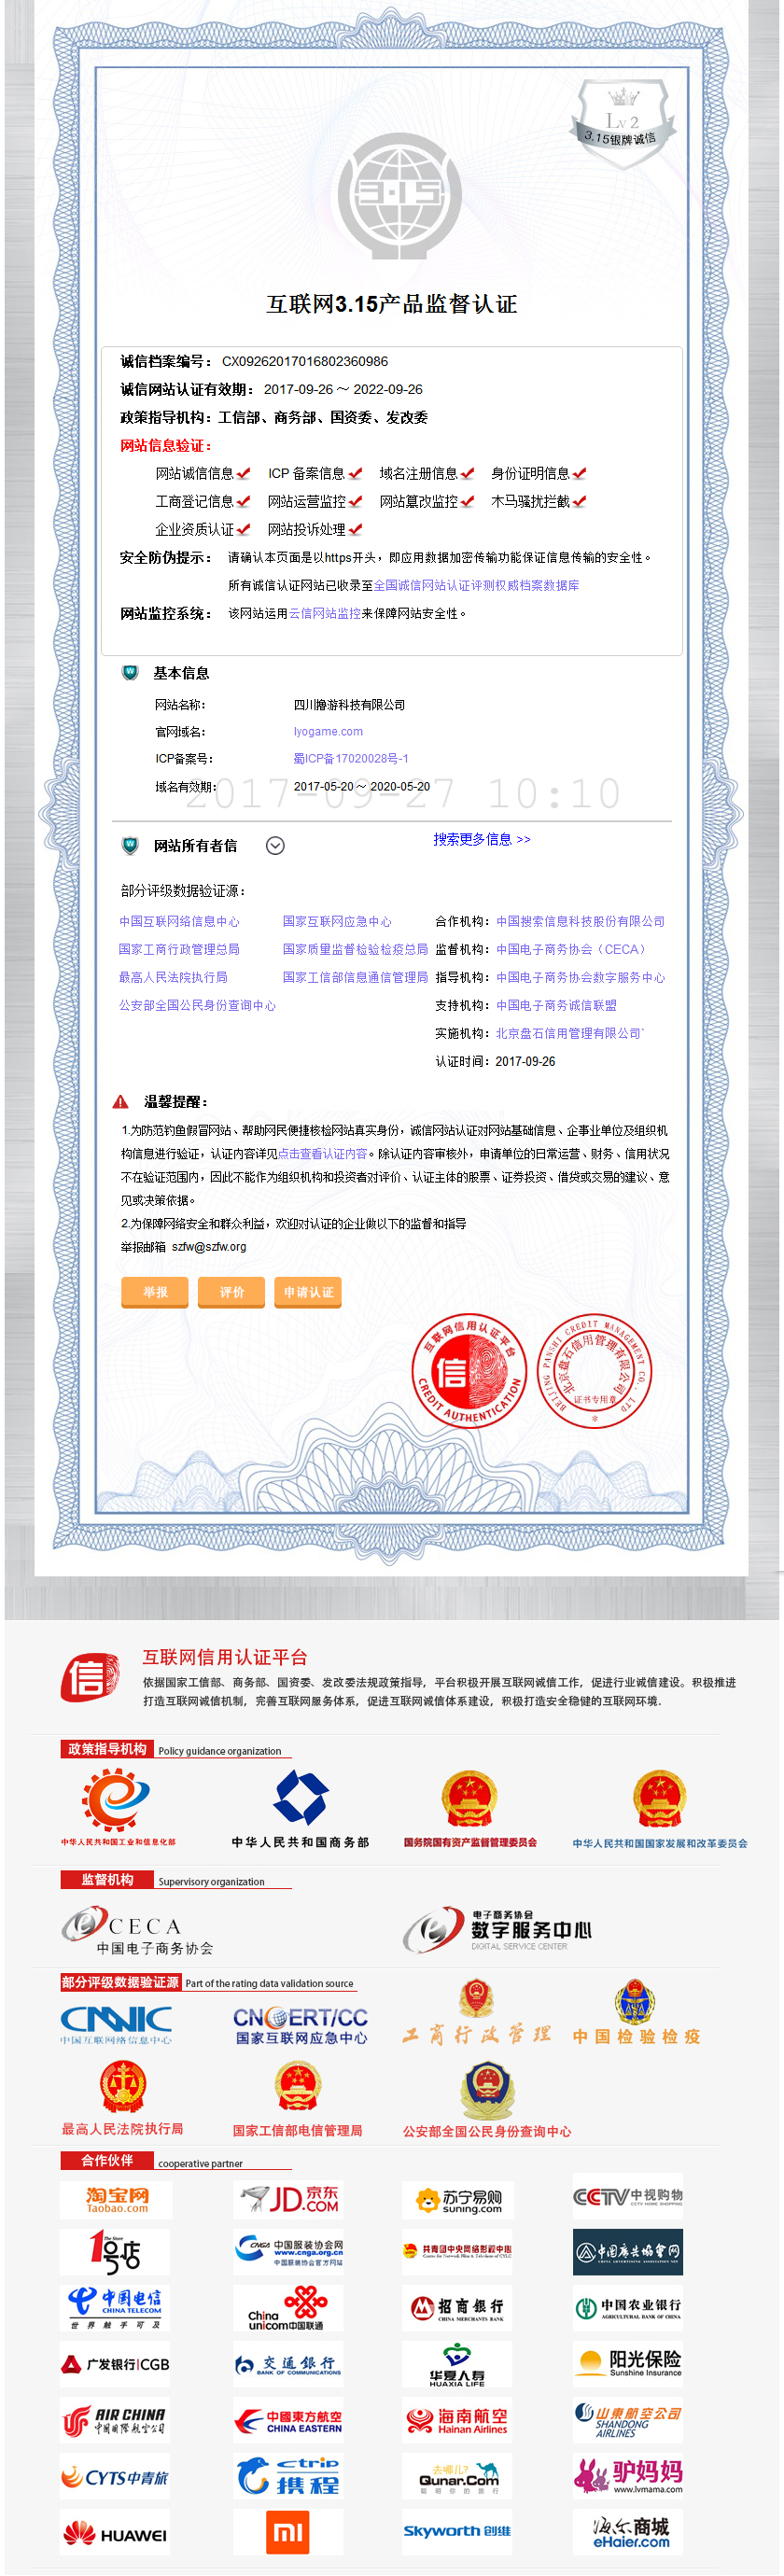 Lv 2
3.15银牌诚信
3·15
互联网3.15产品监督认证
诚信档案编号： CX09262017016802360986
诚信网站认证有效期： 2017-09-26 ～ 2022-09-26
政策指导机构：工信部、商务部、国资委、发改委
网站信息验证：
网站诚信信息 ICP 备案信息 域名注册信息 身份证明信息
工商登记信息 网站运营监控 网站篡改监控 木马骚扰拦截
企业资质认证 网站投诉处理
安全防伪提示： 请确认本页面是以https开头，即应用数据加密传输功能保证信息传输的安全性。
所有诚信认证网站已收录至全国诚信网站认证评测权威档案数据库
网站监控系统： 该网站运用云信网站监控来保障网站安全性。
基本信息
网站名称： 四川撸游科技有限公司
官网域名： lyogame.com
ICP备案号： 蜀ICP备17020028号-1
域名有效期： 2017-05-20 ～ 2020-05-20
2017-09-27 10:10
网站所有者信 搜索更多信息 >>
部分评级数据验证源：
中国互联网络信息中心 国家互联网应急中心 合作机构：中国搜索信息科技股份有限公司
国家工商行政管理总局 国家质量监督检验检疫总局 监督机构：中国电子商务协会（CECA）
最高人民法院执行局 国家工信部信息通信管理局 指导机构：中国电子商务协会数字服务中心
公安部全国公民身份查询中心 支持机构：中国电子商务诚信联盟
实施机构：北京盘石信用管理有限公司`
认证时间：2017-09-26
温馨提醒：
1.为防范钓鱼假冒网站、帮助网民便捷核检网站真实身份，诚信网站认证对网站基础信息、企事业单位及组织机
构信息进行验证，认证内容详见点击查看认证内容。除认证内容审核外，申请单位的日常运营、财务、信用状况
不在验证范围内，因此不能作为组织机构和投资者对评价、认证主体的股票、证券投资、借贷或交易的建议、意
见或决策依据。
2.为保障网络安全和群众利益，欢迎对认证的企业做以下的监督和指导
举报邮箱 szfw@szfw.org
举报 评价 申请认证
互联网信用认证平台
信
CREDIT AUTHENTICATION
BEIJING PANSHI CREDIT MANAGEMENT CO., LTD
北京盘石信用管理有限公司
证书专用章
信
互联网信用认证平台
依据国家工信部、商务部、国资委、发改委法规政策指导，平台积极开展互联网诚信工作，促进行业诚信建设。积极推进
打造互联网诚信机制，完善互联网服务体系，促进互联网诚信体系建设，积极打造安全稳健的互联网环境.
政策指导机构 Policy guidance organization
中华人民共和国工业和信息化部 中华人民共和国商务部 国务院国有资产监督管理委员会 中华人民共和国国家发展和改革委员会
监督机构 Supervisory organization
CECA
中国电子商务协会
电子商务协会
数字服务中心
DIGITAL SERVICE CENTER
部分评级数据验证源 Part of the rating data validation source
CNNIC
中国互联网络信息中心
CNCERT/CC
国家互联网应急中心
工商行政管理
中国检验检疫
最高人民法院执行局 国家工信部电信管理局 公安部全国公民身份查询中心
合作伙伴 cooperative partner
淘宝网
Taobao.com
JD京东
.COM
苏宁易购
suning.com
CCTV中视购物
CCTV HOME SHOPPING
The Store
1号店
CNGA 中国服装协会网
www.cnga.org.cn
中国服装协会官方网站
共青团中央网络影视中心
中国广告协会网
中国电信
CHINA TELECOM
世界触手可及
China
unicom中国联通
招商银行
CHINA MERCHANTS BANK
中国农业银行
AGRICULTURAL BANK OF CHINA
广发银行|CGB
交通银行
BANK OF COMMUNICATIONS
华夏人寿
HUAXIA LIFE
阳光保险
Sunshine Insurance
AIR CHINA
中国国际航空公司
中國東方航空
CHINA EASTERN
海南航空
Hainan Airlines
山東航空公司
SHANDONG
AIRLINES
CYTS中青旅
Ctrip
携程
去哪儿?
Qunar.Com
聪明你的旅行
驴妈妈
www.lvmama.com
HUAWEI
mi
Skyworth 创维
海尔商城
eHaier.com